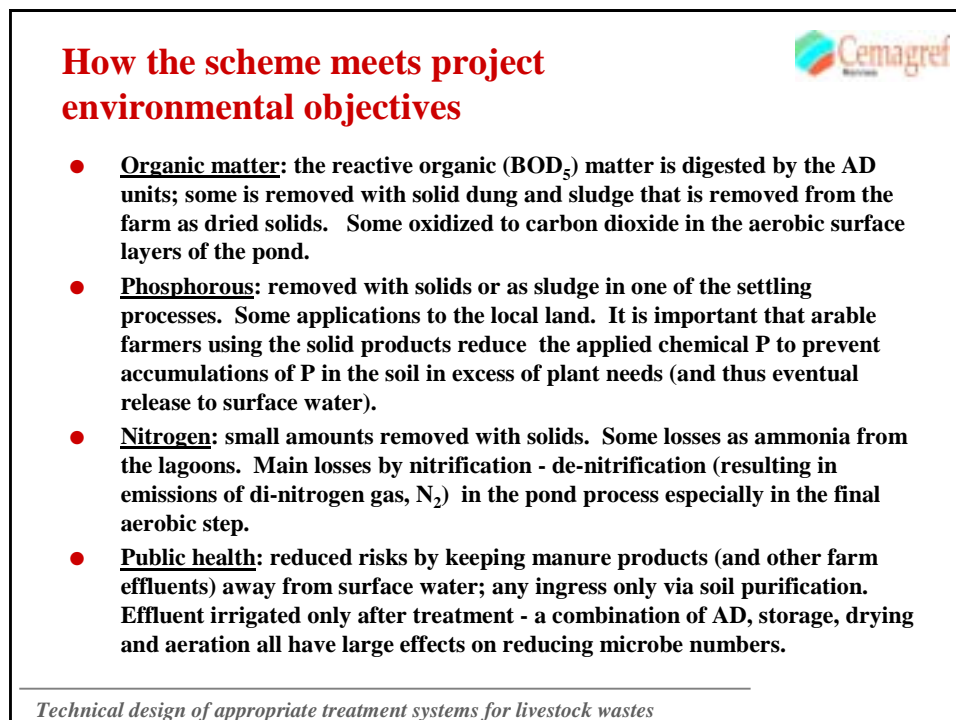 How the scheme meets project
environmental objectives
Cemagref
● Organic matter: the reactive organic (BOD5) matter is digested by the AD
units; some is removed with solid dung and sludge that is removed from the
farm as dried solids. Some oxidized to carbon dioxide in the aerobic surface
layers of the pond.
● Phosphorous: removed with solids or as sludge in one of the settling
processes. Some applications to the local land. It is important that arable
farmers using the solid products reduce the applied chemical P to prevent
accumulations of P in the soil in excess of plant needs (and thus eventual
release to surface water).
● Nitrogen: small amounts removed with solids. Some losses as ammonia from
the lagoons. Main losses by nitrification - de-nitrification (resulting in
emissions of di-nitrogen gas, N2) in the pond process especially in the final
aerobic step.
● Public health: reduced risks by keeping manure products (and other farm
effluents) away from surface water; any ingress only via soil purification.
Effluent irrigated only after treatment - a combination of AD, storage, drying
and aeration all have large effects on reducing microbe numbers.
Technical design of appropriate treatment systems for livestock wastes